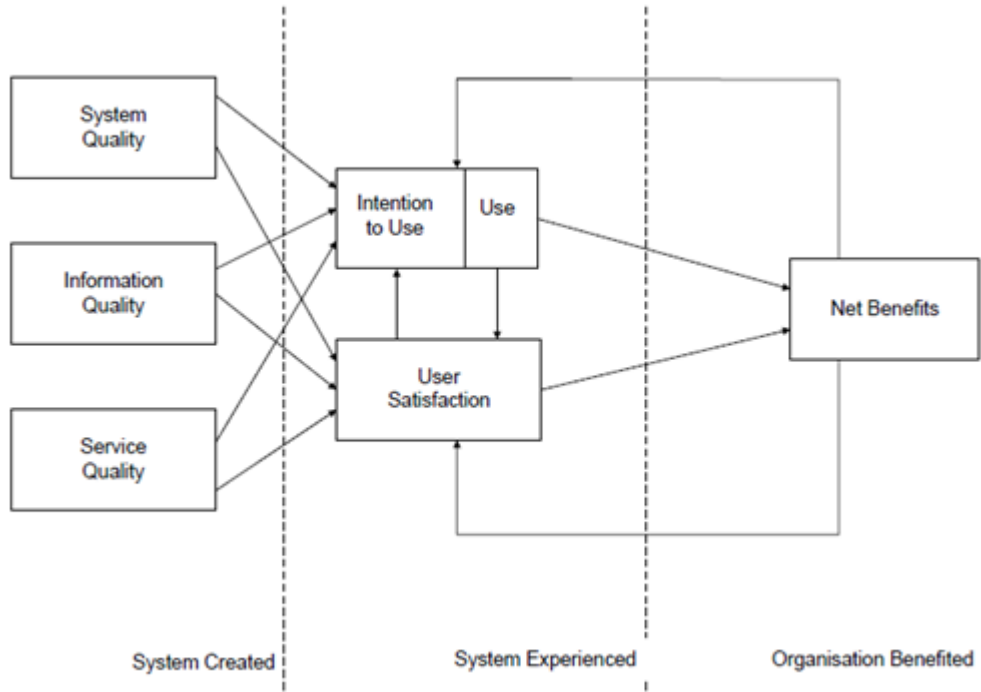 System
Quality
Intention
to Use
Use
Information
Quality
Net Benefits
User
Satisfaction
Service
Quality
System Created
System Experienced
Organisation Benefited